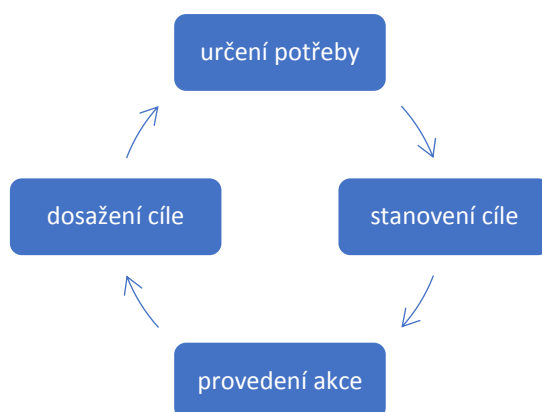 určení potřeby
stanovení cíle
provedení akce
dosažení cíle